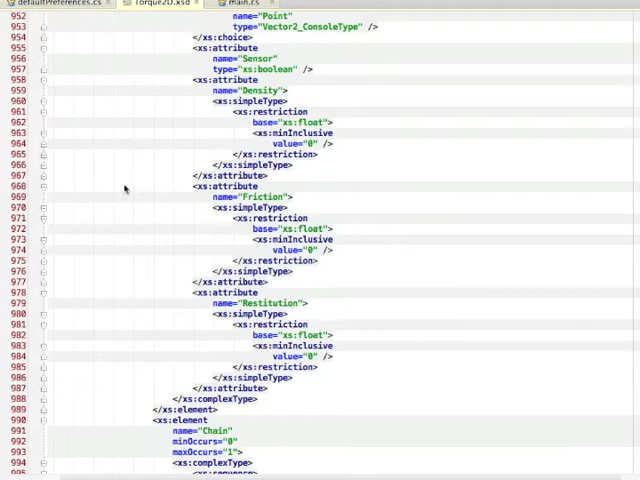 defaultPreferences.cs × Torque2D.xsd × main.cs ×
952 name="Point"
953 type="Vector2_ConsoleType" />
954 </xs:choice>
955 <xs:attribute
956 name="Sensor"
957 type="xs:boolean" />
958 <xs:attribute
959 name="Density">
960 <xs:simpleType>
961 <xs:restriction
962 base="xs:float">
963 <xs:minInclusive
964 value="0" />
965 </xs:restriction>
966 </xs:simpleType>
967 </xs:attribute>
968 <xs:attribute
969 name="Friction">
970 <xs:simpleType>
971 <xs:restriction
972 base="xs:float">
973 <xs:minInclusive
974 value="0" />
975 </xs:restriction>
976 </xs:simpleType>
977 </xs:attribute>
978 <xs:attribute
979 name="Restitution">
980 <xs:simpleType>
981 <xs:restriction
982 base="xs:float">
983 <xs:minInclusive
984 value="0" />
985 </xs:restriction>
986 </xs:simpleType>
987 </xs:attribute>
988 </xs:complexType>
989 </xs:element>
990 <xs:element
991 name="Chain"
992 minOccurs="0"
993 maxOccurs="1">
994 <xs:complexType>
995 <xs:sequence>